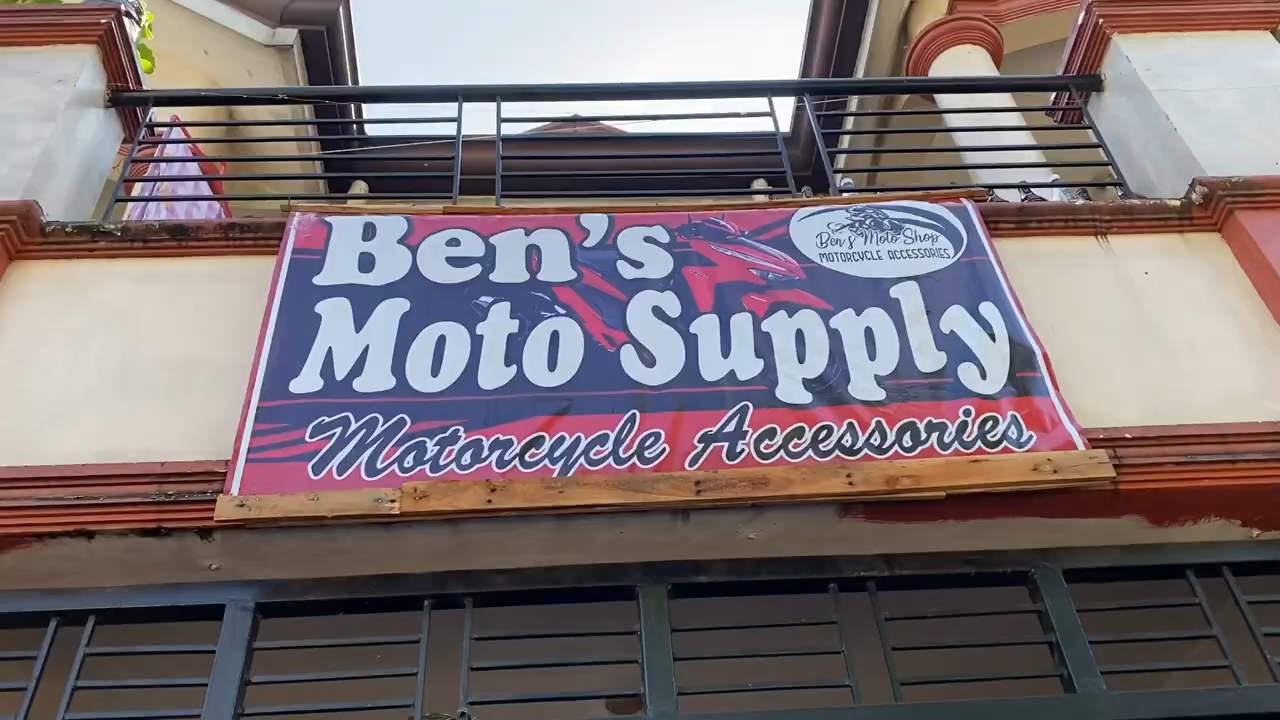 Ben's
Moto Supply
Motorcycle Accessories
Ben's Moto Shop
MOTORCYCLE ACCESSORIES